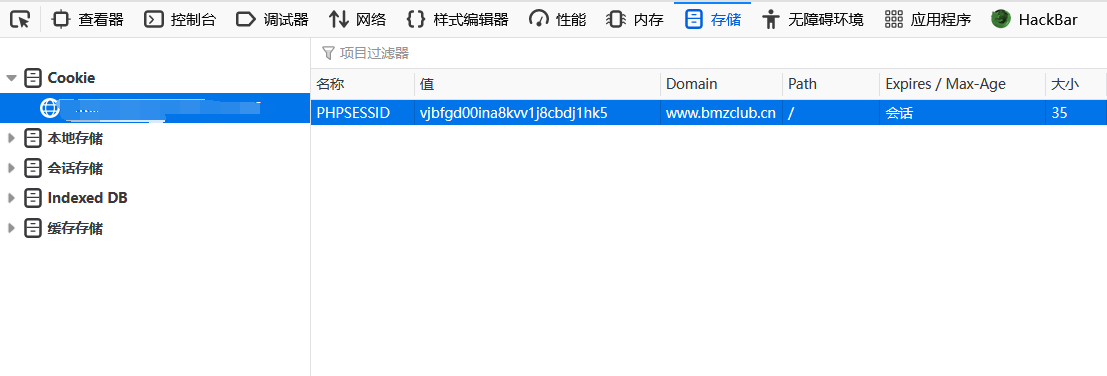 查看器 控制台 调试器 网络 样式编辑器 性能 内存 存储 无障碍环境 应用程序 HackBar
项目过滤器
Cookie
本地存储
会话存储
Indexed DB
缓存存储
名称 值 Domain Path Expires / Max-Age 大小
PHPSESSID vjbfgd00ina8kvv1j8cbdj1hk5 www.bmzclub.cn / 会话 35